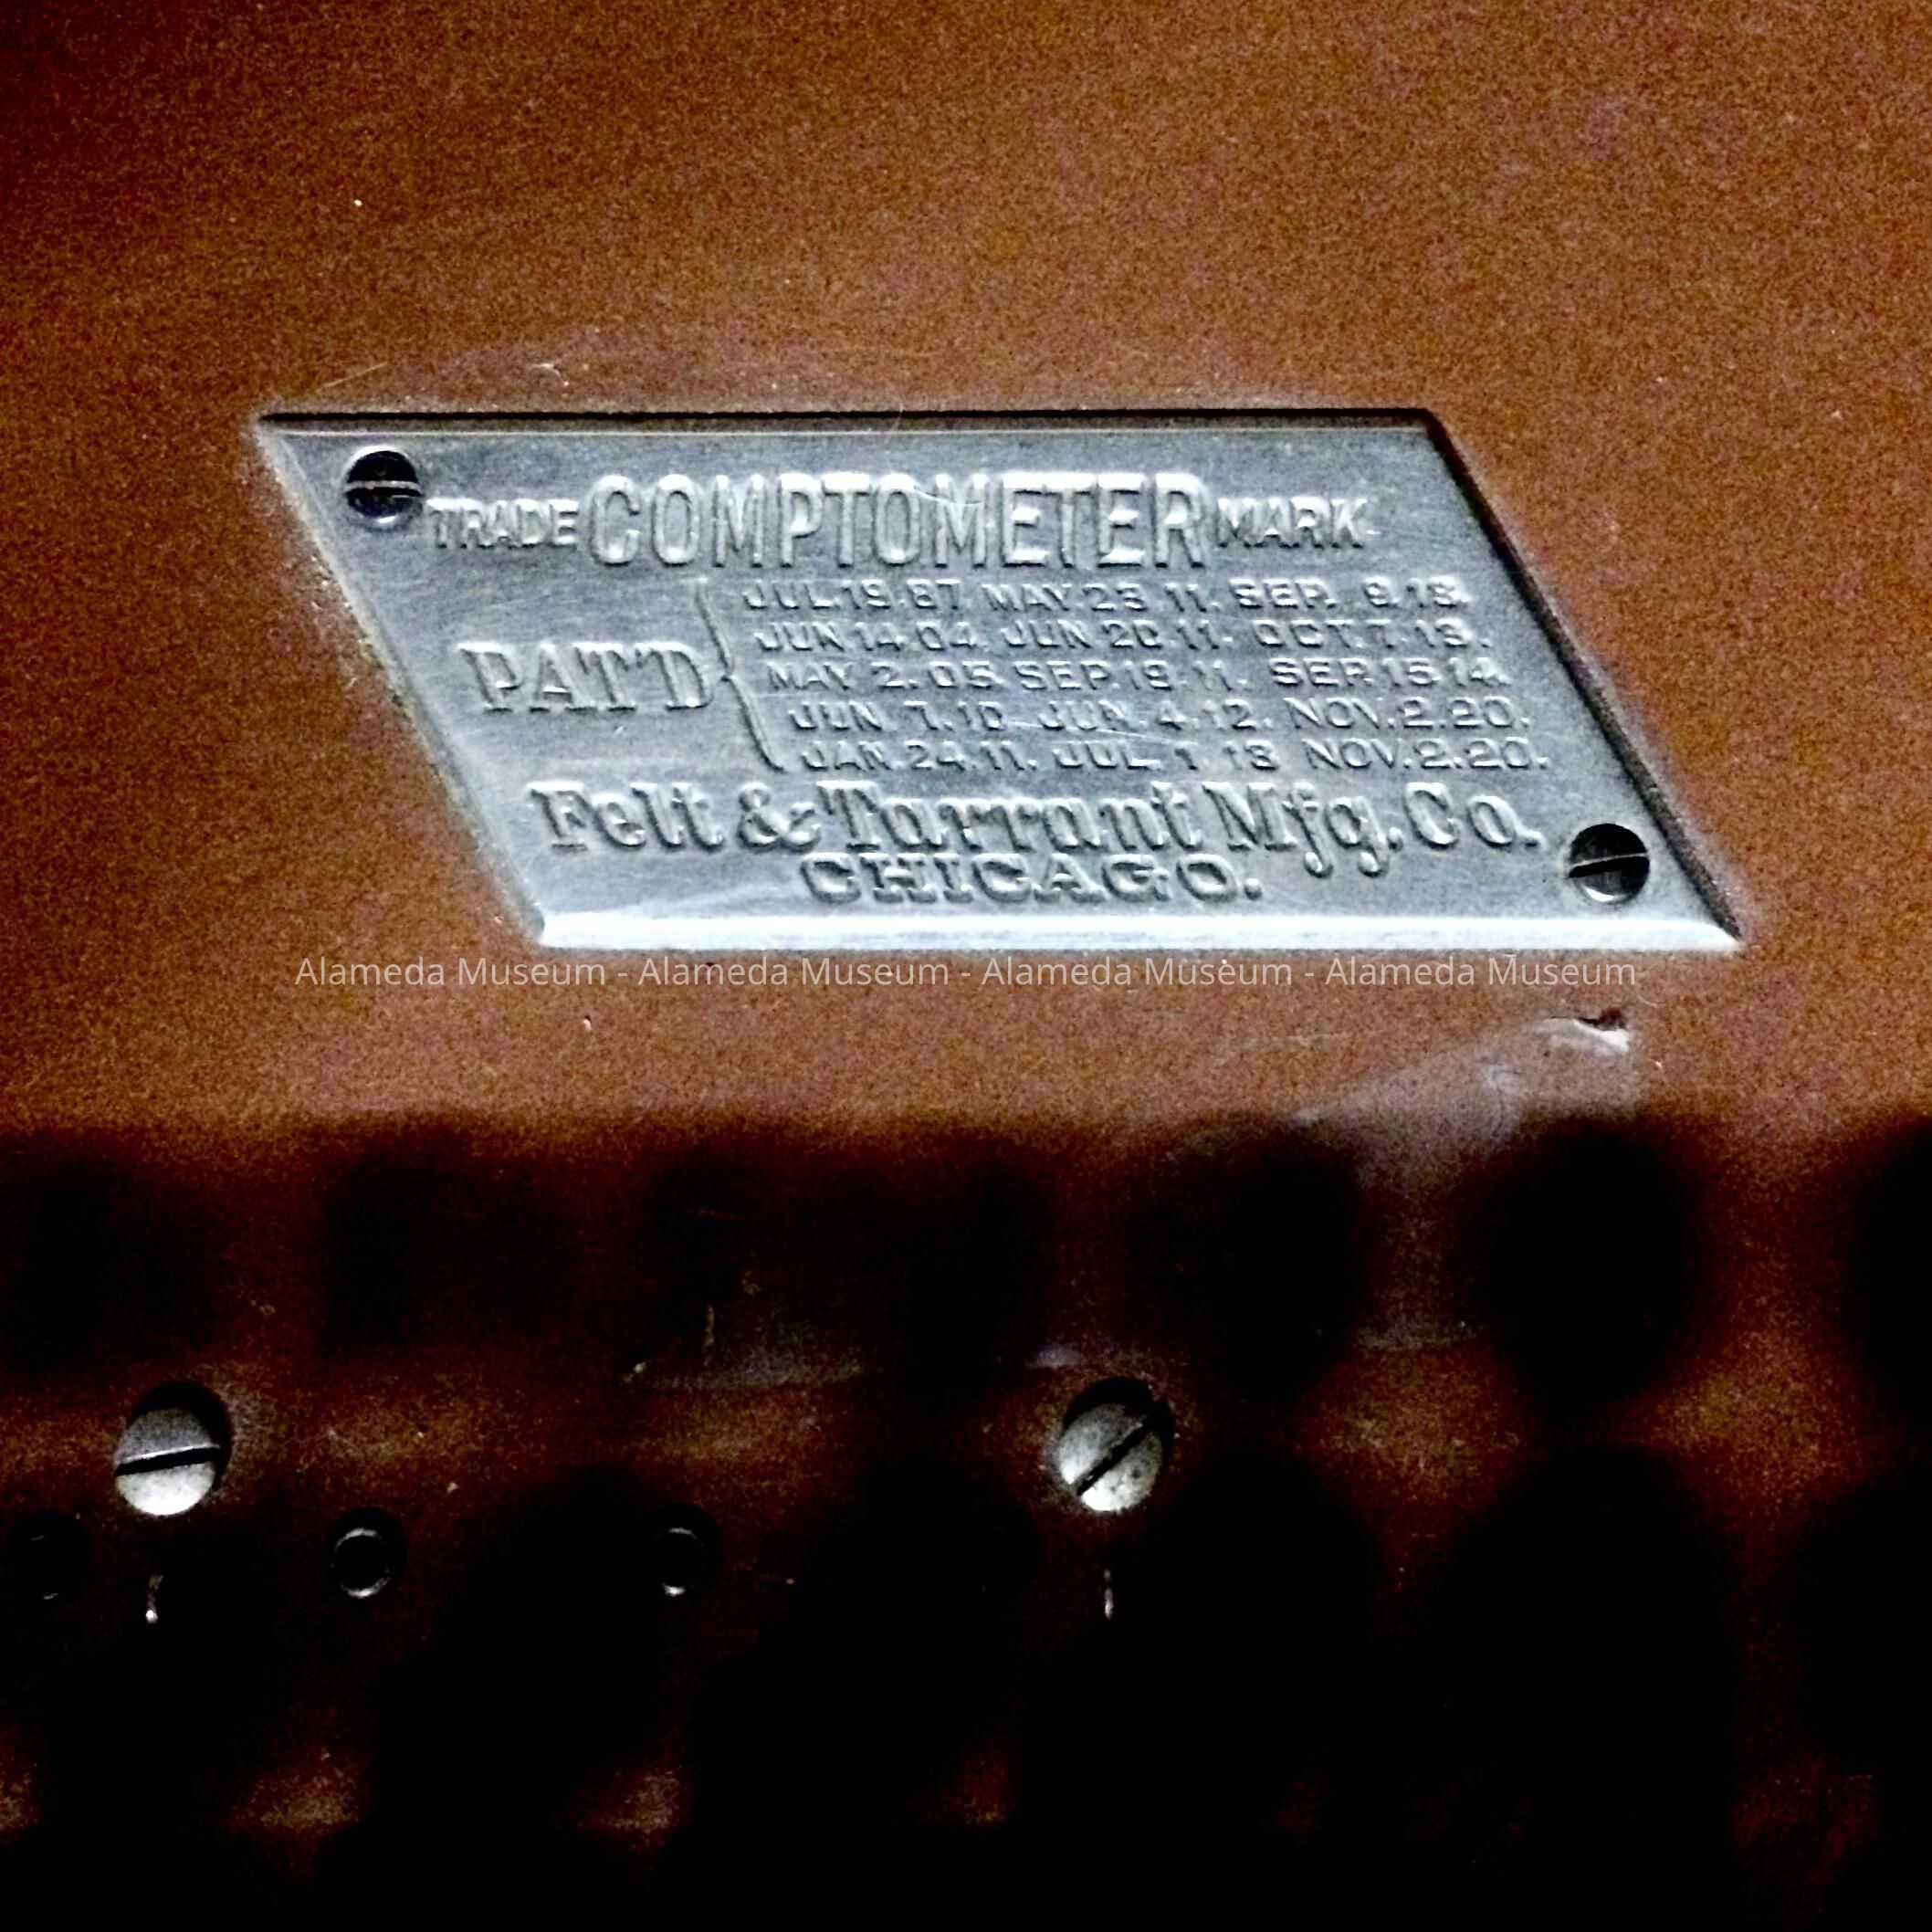 TRADE COMPTOMETER MARK
PAT'D
JUL.19.87. MAY 23 11. SEP. 9.13.
JUN 14.04. JUN 20 11. OCT.7.13.
MAY 2.05. SEP.19.11. SEP.15.14.
JUN. 7.10. JUN. 4.12. NOV.2.20.
JAN.24.11. JUL. 1 13 NOV.2.20.
Felt & Tarrant Mfg. Co.
CHICAGO.
Alameda Museum - Alameda Museum - Alameda Museum - Alameda Museum